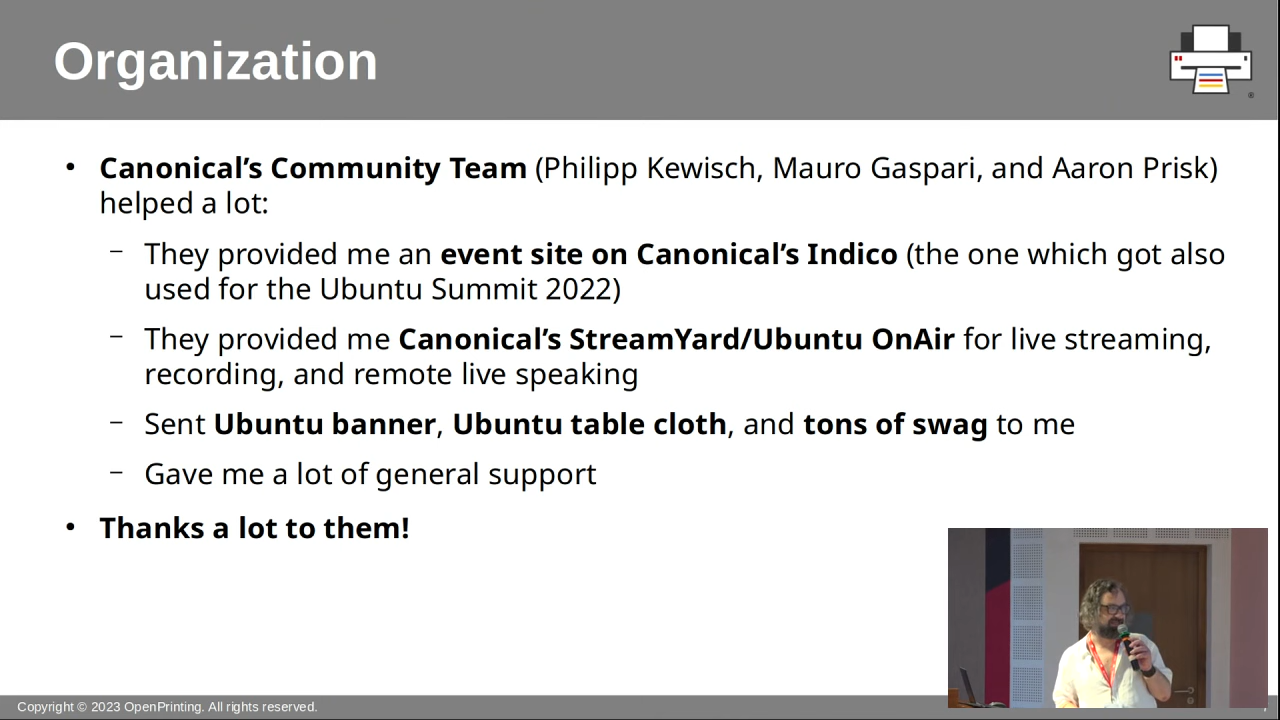 Organization
• Canonical’s Community Team (Philipp Kewisch, Mauro Gaspari, and Aaron Prisk)
helped a lot:
– They provided me an event site on Canonical’s Indico (the one which got also
used for the Ubuntu Summit 2022)
– They provided me Canonical’s StreamYard/Ubuntu OnAir for live streaming,
recording, and remote live speaking
– Sent Ubuntu banner, Ubuntu table cloth, and tons of swag to me
– Gave me a lot of general support
• Thanks a lot to them!
Copyright © 2023 OpenPrinting. All rights reserved.